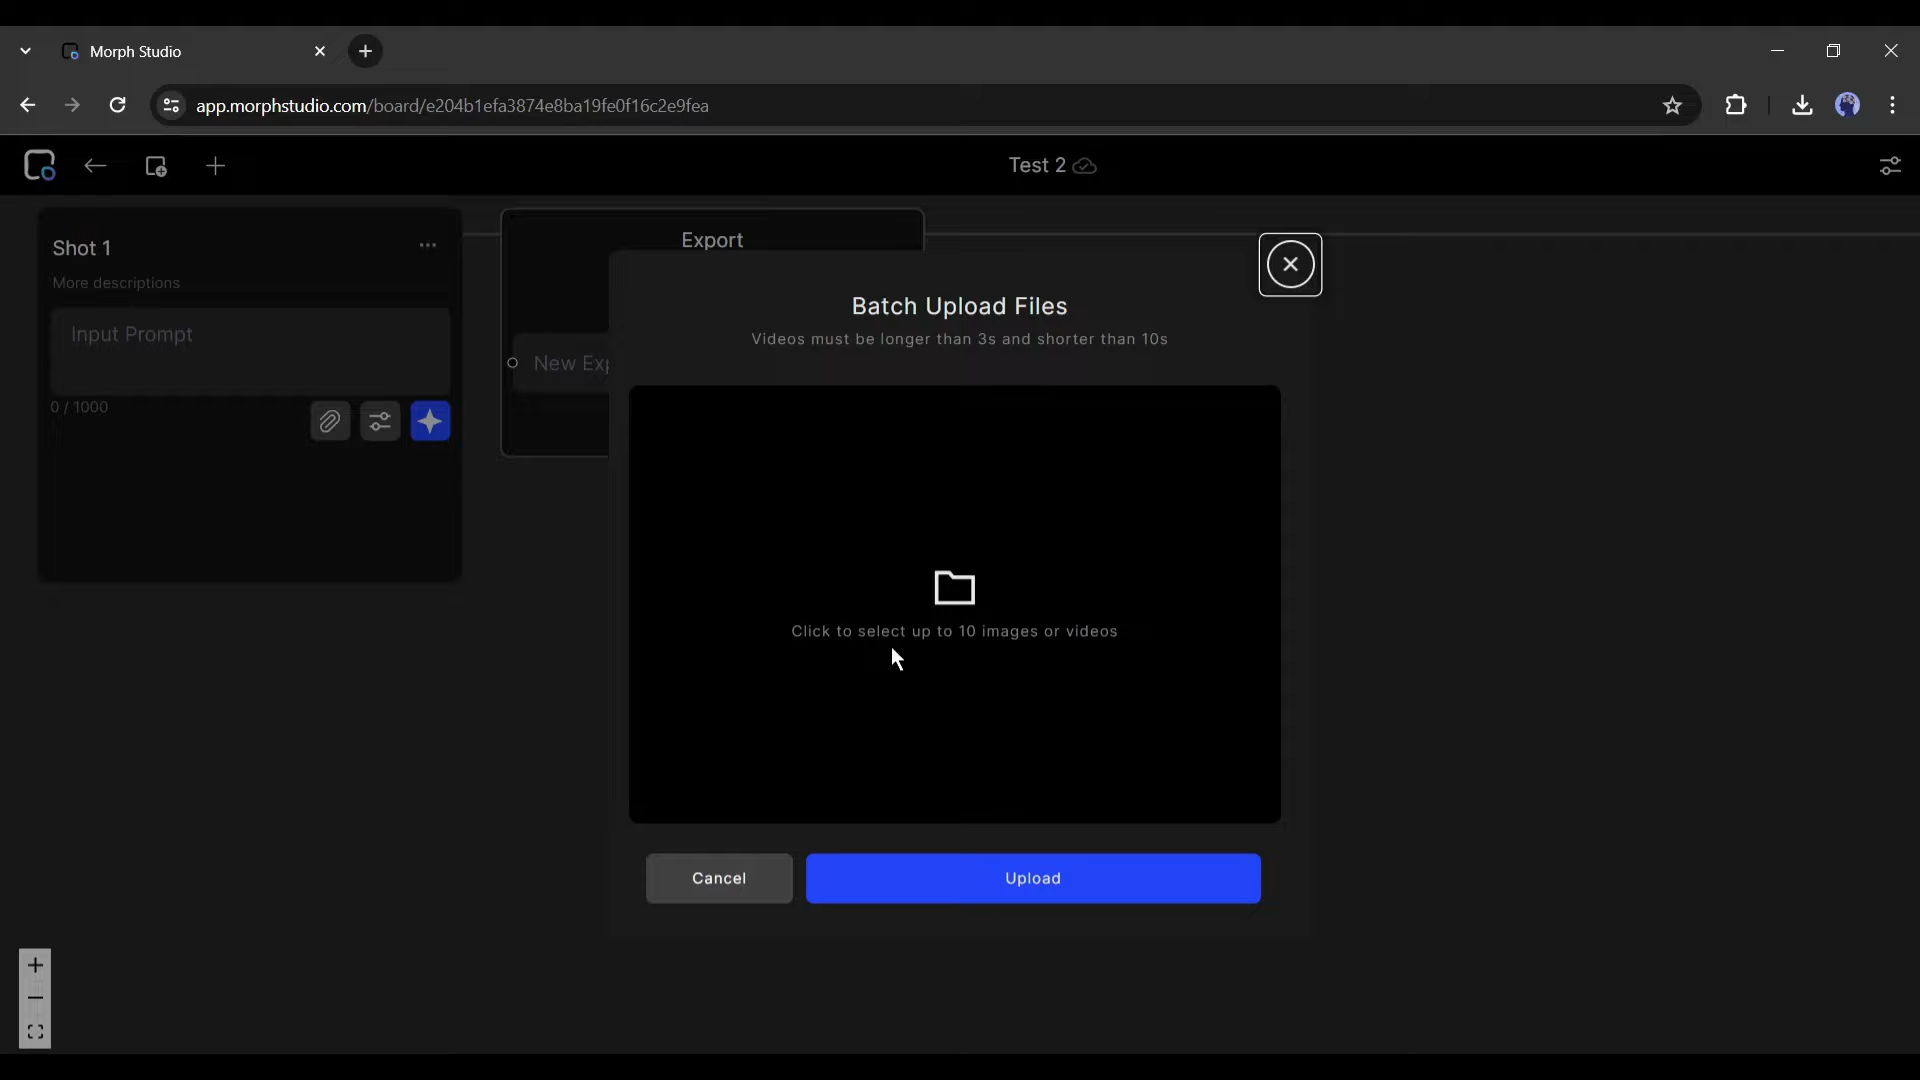 Morph Studio
app.morphstudio.com/board/e204b1efa3874e8ba19fe0f16c2e9fea
Test 2
Shot 1
More descriptions
Input Prompt
0 / 1000
Export
New Exp
Batch Upload Files
Videos must be longer than 3s and shorter than 10s
Click to select up to 10 images or videos
Cancel
Upload